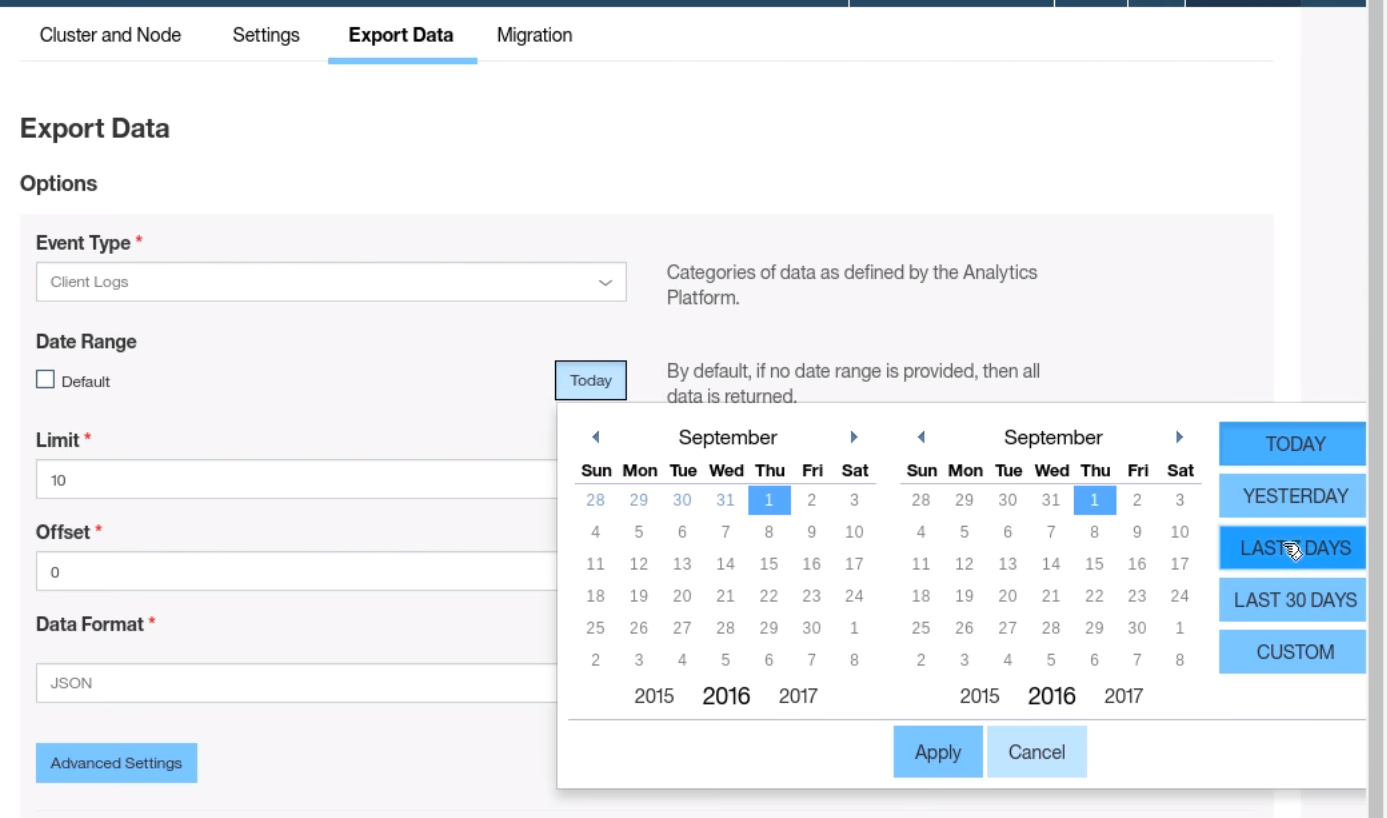 Cluster and Node Settings Export Data Migration
Export Data
Options
Event Type *
Client Logs
Categories of data as defined by the Analytics
Platform.
Date Range
Default
Today
By default, if no date range is provided, then all
data is returned.
Limit *
10
Offset *
0
Data Format *
JSON
Advanced Settings
September
Sun Mon Tue Wed Thu Fri Sat
28 29 30 31 1 2 3
4 5 6 7 8 9 10
11 12 13 14 15 16 17
18 19 20 21 22 23 24
25 26 27 28 29 30 1
2 3 4 5 6 7 8
2015 2016 2017
September
Sun Mon Tue Wed Thu Fri Sat
28 29 30 31 1 2 3
4 5 6 7 8 9 10
11 12 13 14 15 16 17
18 19 20 21 22 23 24
25 26 27 28 29 30 1
2 3 4 5 6 7 8
2015 2016 2017
TODAY
YESTERDAY
LAST DAYS
LAST 30 DAYS
CUSTOM
Apply Cancel